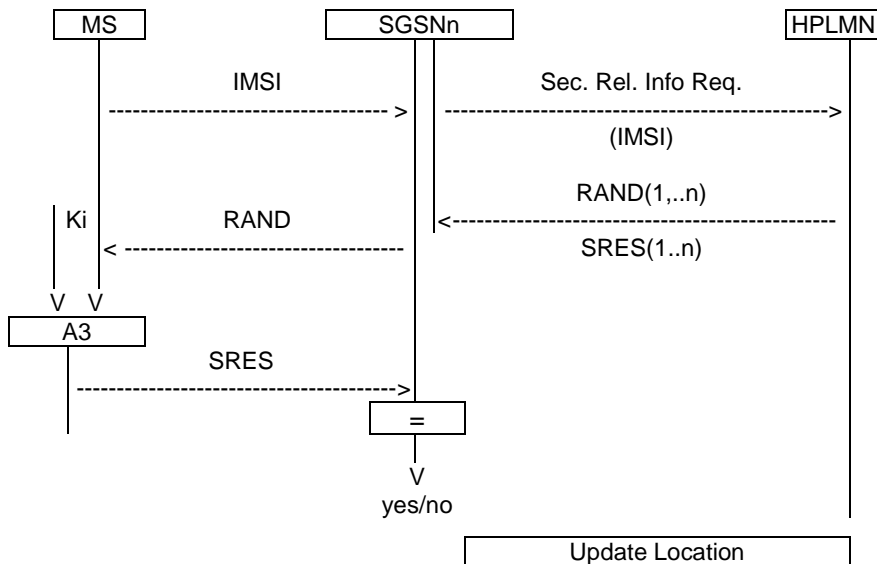 MS
SGSNn
HPLMN
IMSI
Sec. Rel. Info Req.
(IMSI)
RAND(1,..n)
Ki
RAND
SRES(1..n)
V V
A3
SRES
=
V
yes/no
Update Location